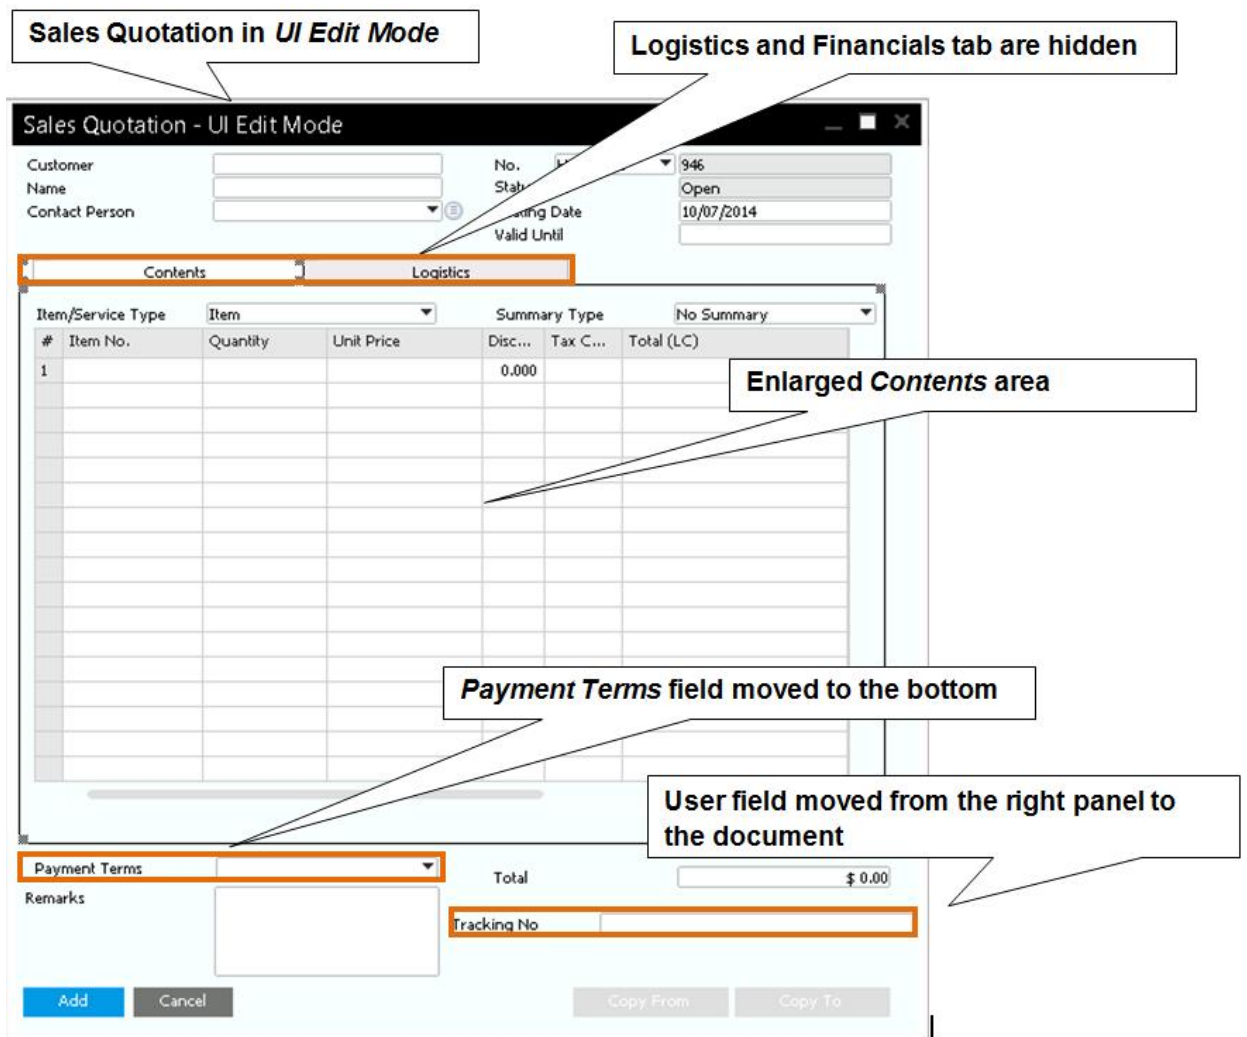 Sales Quotation in UI Edit Mode
Logistics and Financials tab are hidden
Sales Quotation - UI Edit Mode
Customer
No.
946
Name
Open
Contact Person
Date
10/07/2014
Valid Until
Contents
Logistics
Item/Service Type
Item
Summary Type
No Summary
# Item No. Quantity Unit Price Disc... Tax C... Total (LC)
1 0.000
Enlarged Contents area
Payment Terms field moved to the bottom
User field moved from the right panel to
the document
Payment Terms
Total
$ 0.00
Remarks
Tracking No
Add
Cancel
Copy From
Copy To